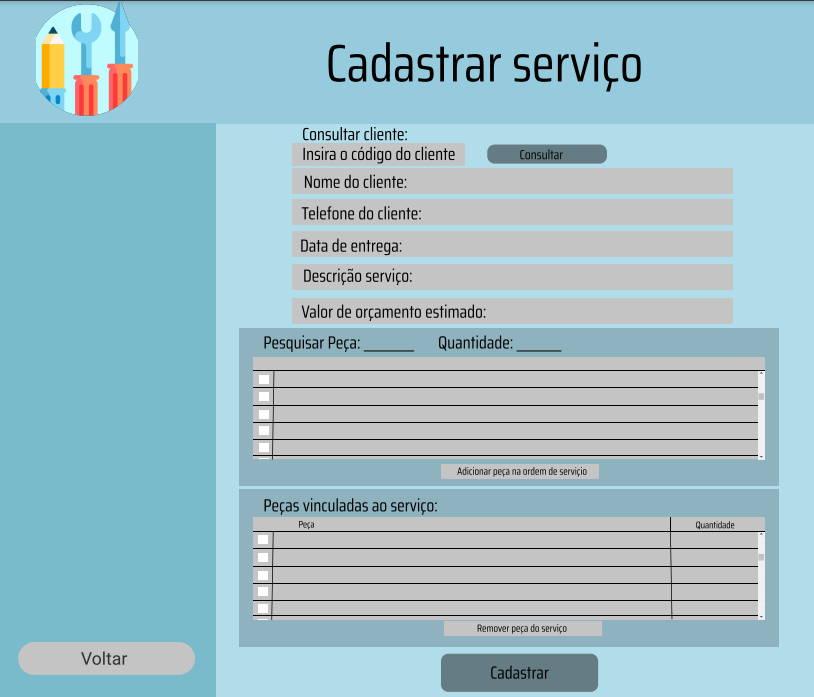 Cadastrar serviço
Consultar cliente:
Insira o código do cliente
Consultar
Nome do cliente:
Telefone do cliente:
Data de entrega:
Descrição serviço:
Valor de orçamento estimado:
Pesquisar Peça: ______ Quantidade: _____
Adicionar peça na ordem de serviçio
Peças vinculadas ao serviço:
Peça Quantidade
Remover peça do serviço
Voltar
Cadastrar